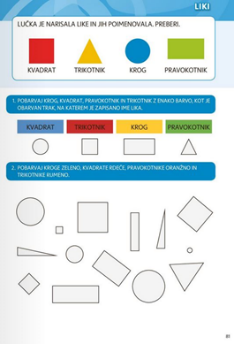 LIKI
LUČKA JE NARISALA LIKE IN JIH POIMENOVALA. PREBERI.
KVADRAT TRIKOTNIK KROG PRAVOKOTNIK
1. POBARVAJ KROG, KVADRAT, PRAVOKOTNIK IN TRIKOTNIK Z ENAKO BARVO, KOT JE
OBARVAN TRAK, NA KATEREM JE ZAPISANO IME LIKA.
KVADRAT TRIKOTNIK KROG PRAVOKOTNIK
2. POBARVAJ KROGE ZELENO, KVADRATE RDEČE, PRAVOKOTNIKE ORANŽNO IN
TRIKOTNIKE RUMENO.